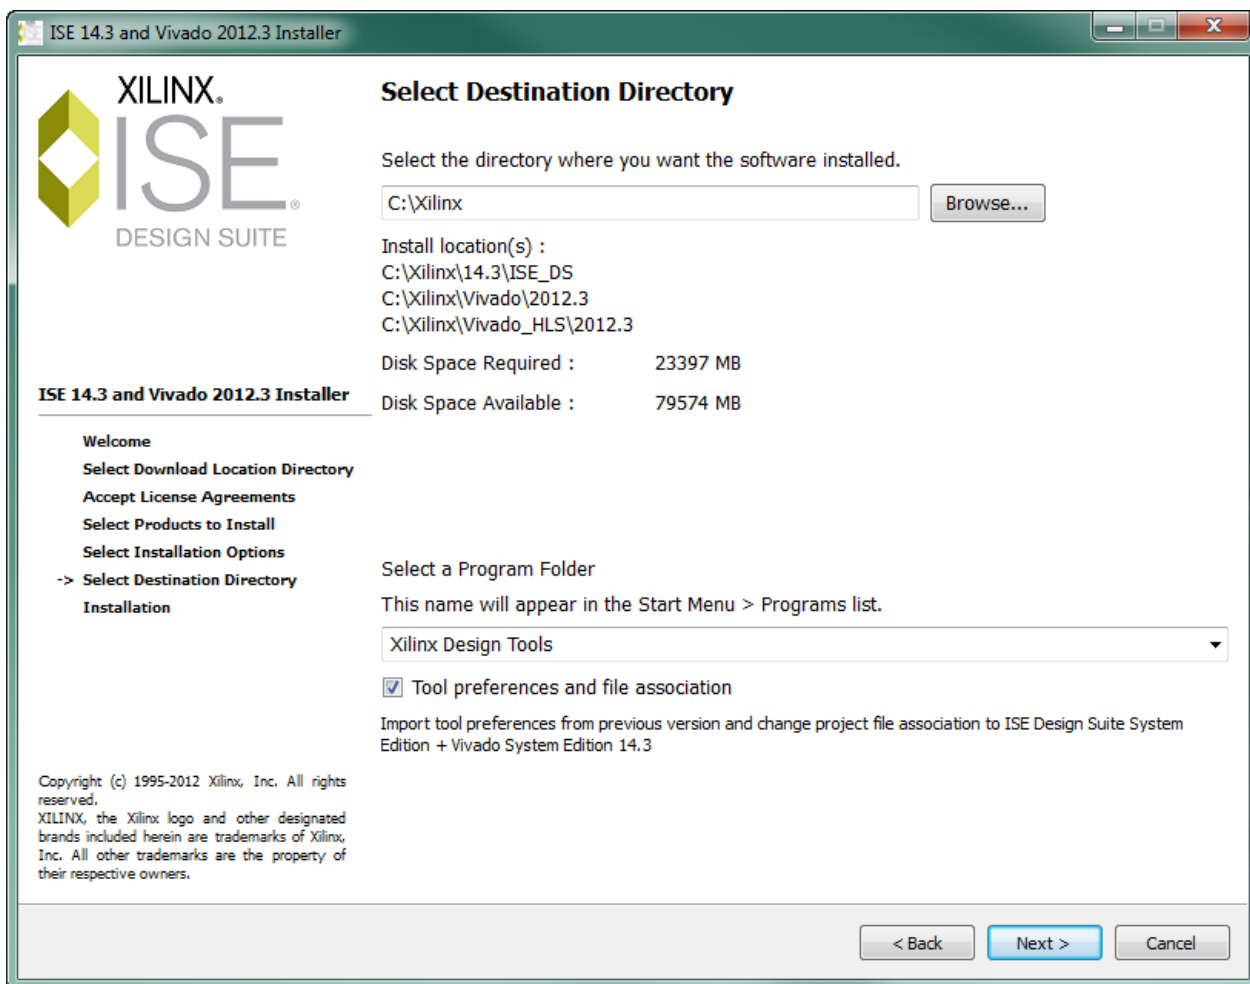 ISE 14.3 and Vivado 2012.3 Installer
XILINX®
ISE®
DESIGN SUITE
ISE 14.3 and Vivado 2012.3 Installer
Welcome
Select Download Location Directory
Accept License Agreements
Select Products to Install
Select Installation Options
-> Select Destination Directory
Installation
Copyright (c) 1995-2012 Xilinx, Inc. All rights
reserved.
XILINX, the Xilinx logo and other designated
brands included herein are trademarks of Xilinx,
Inc. All other trademarks are the property of
their respective owners.
Select Destination Directory
Select the directory where you want the software installed.
C:\Xilinx
Browse...
Install location(s) :
C:\Xilinx\14.3\ISE_DS
C:\Xilinx\Vivado\2012.3
C:\Xilinx\Vivado_HLS\2012.3
Disk Space Required : 23397 MB
Disk Space Available : 79574 MB
Select a Program Folder
This name will appear in the Start Menu > Programs list.
Xilinx Design Tools
Tool preferences and file association
Import tool preferences from previous version and change project file association to ISE Design Suite System
Edition + Vivado System Edition 14.3
< Back Next > Cancel